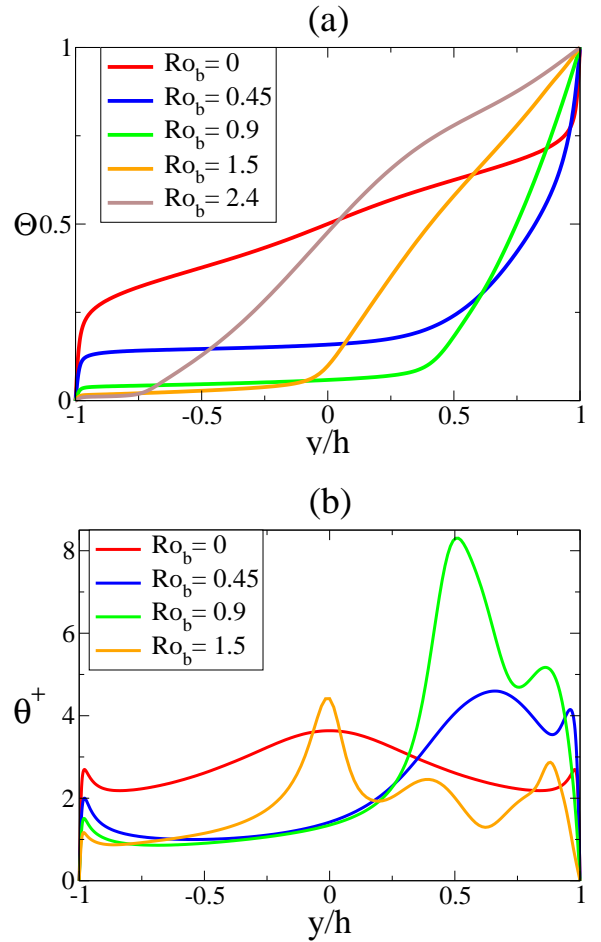 (a)
1
Ro_b= 0
Ro_b= 0.45
Ro_b= 0.9
Ro_b= 1.5
Ro_b= 2.4
Θ
0.5
0
-1 -0.5 0 0.5 1
y/h
(b)
8
Ro_b= 0
Ro_b= 0.45
Ro_b= 0.9
Ro_b= 1.5
6
θ⁺
4
2
0
-1 -0.5 0 0.5 1
y/h